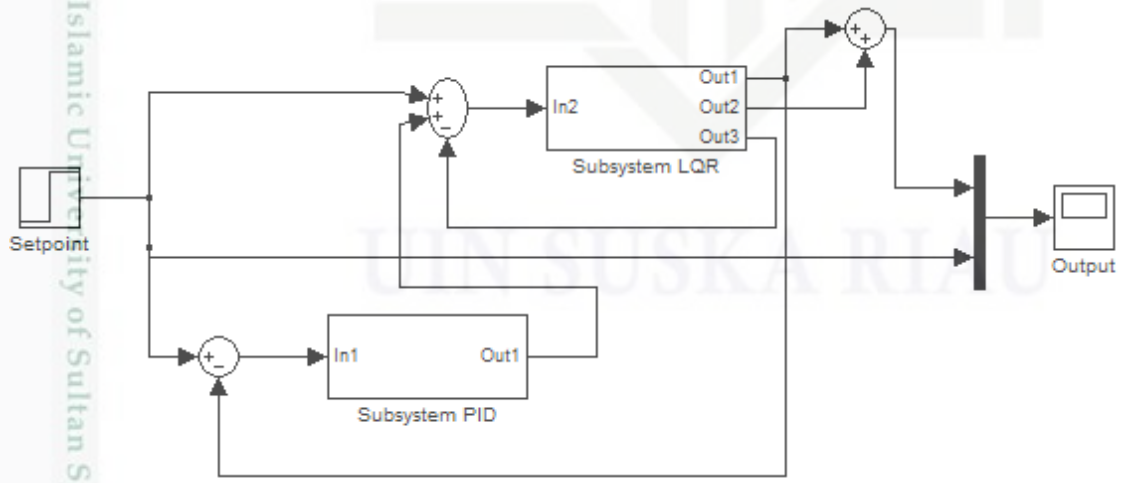 Islamic University of Sultan S
UIN SUSKA RIAU
+
+
Out1
In2
Out2
Out3
+
+
−
Subsystem LQR
Setpoint
Output
+
−
In1
Out1
Subsystem PID